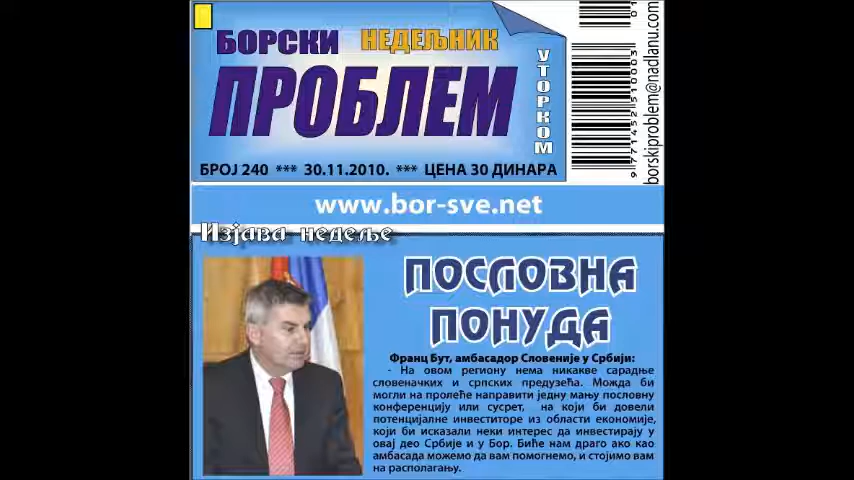 БОРСКИ НЕДЕЉНИК
ПРОБЛЕМ
УТОРКОМ
БРОЈ 240 *** 30.11.2010. *** ЦЕНА 30 ДИНАРА
01
9 771452 510003
borskiproblem@nadlanu.com
www.bor-sve.net
Изјава недеље
ПОСЛОВНА
ПОНУДА
Франц Бут, амбасадор Словеније у Србији:
- На овом региону нема никакве сарадње
словеначких и српских предузећа. Можда би
могли на пролеће направити једну мању пословну
конференцију или сусрет, на који би довели
потенцијалне инвеститоре из области економије,
који би исказали неки интерес да инвестирају у
овај део Србије и у Бор. Биће нам драго ако као
амбасада можемо да вам помогнемо, и стојимо вам
на располагању.